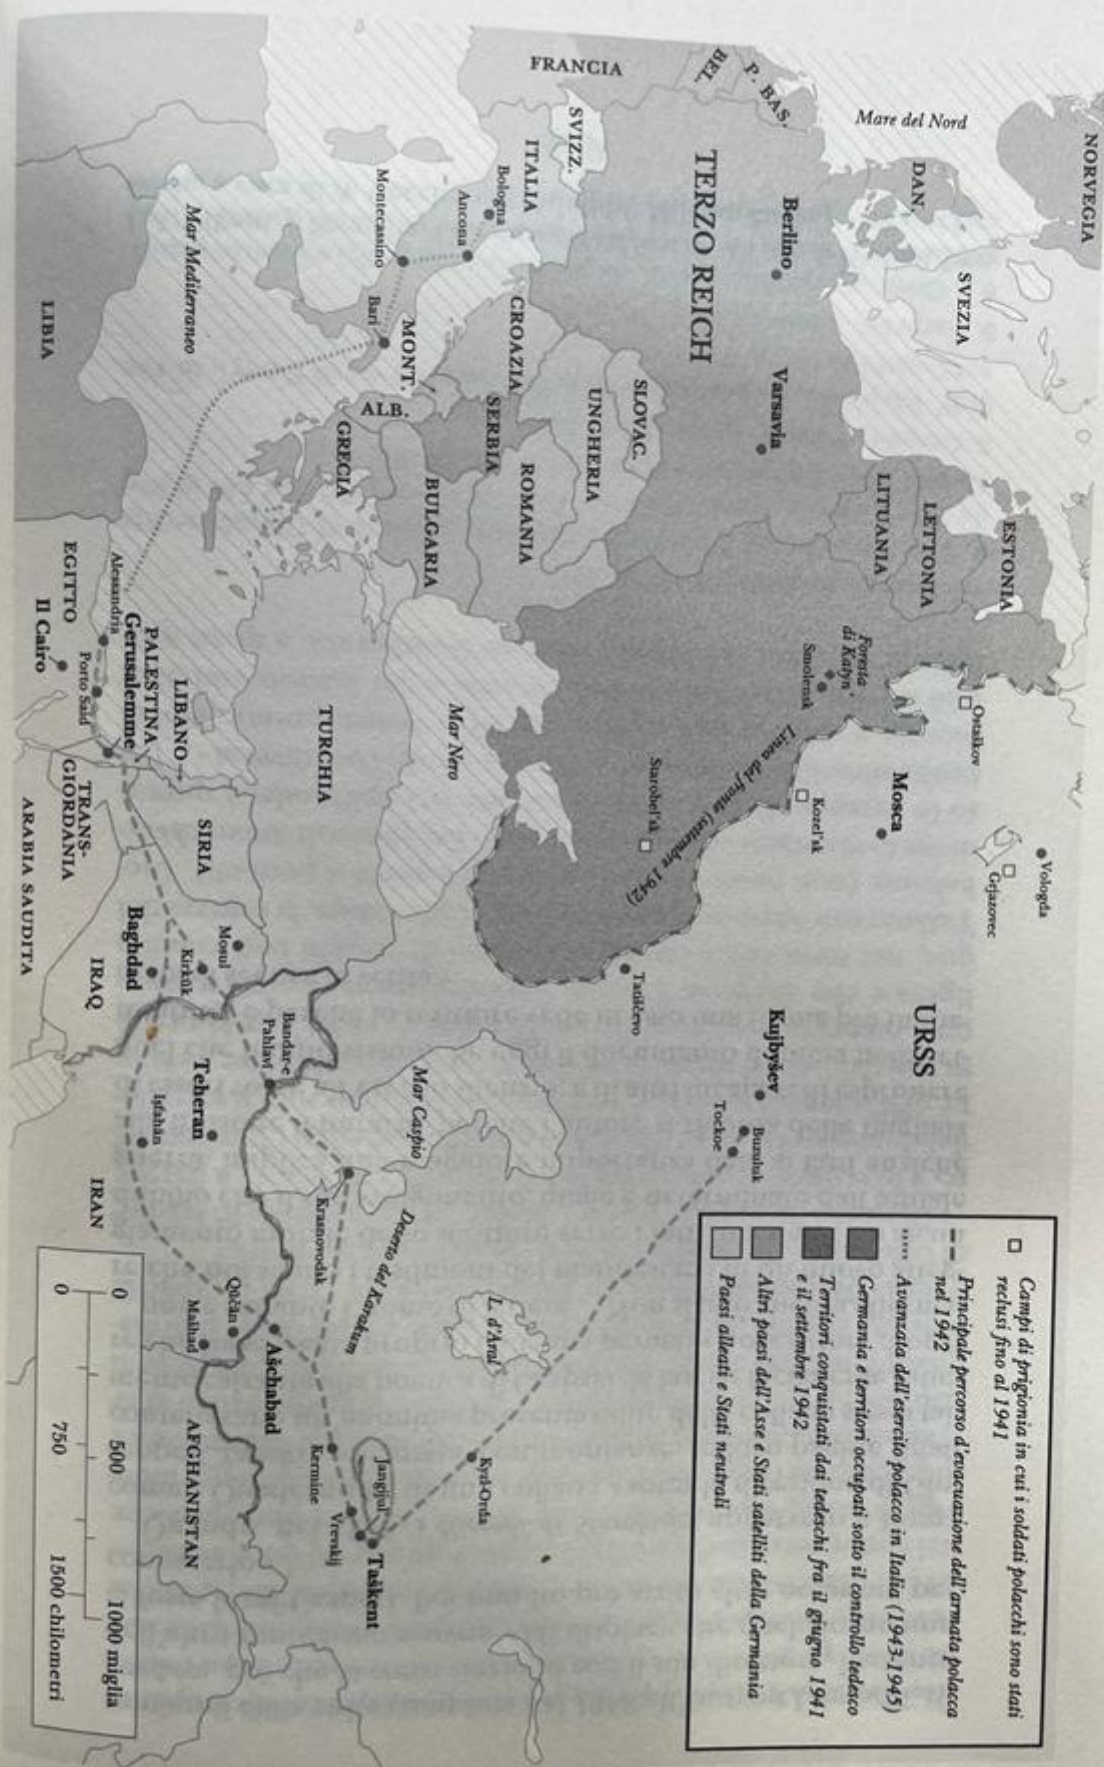 NORVEGIA
Mare del Nord
DAN.
SVEZIA
P. BAS.
BEL.
FRANCIA
SVIZZ.
ITALIA
TERZO REICH
Berlino
Varsavia
ESTONIA
LETTONIA
LITUANIA
SLOVAC.
UNGHERIA
CROAZIA
ROMANIA
SERBIA
BULGARIA
MONT.
ALB.
GRECIA
Bologna
Ancona
Montecassino
Bari
Mar Mediterraneo
LIBIA
Vologda
Grjazovec
Ostaškov
Mosca
Kozel'sk
Foresta
di Katyn'
Smolensk
Starobel'sk
Linea del fronte (settembre 1942)
Tatiščevo
URSS
Kujbyšev
Buzuluk
Tockoe
Mar Nero
TURCHIA
Mar Caspio
Alessandria
EGITTO
Il Cairo
Porto Said
PALESTINA
Gerusalemme
LIBANO
SIRIA
TRANS-
GIORDANIA
ARABIA SAUDITA
Mosul
Kirkūk
Baghdad
IRAQ
Bandar-e
Pahlavi
Teheran
Iṣfahān
IRAN
Krasnovodsk
Deserto del Karakum
L. d'Aral
Qūčān
Mašhad
Ašchabad
AFGHANISTAN
Kyzl-Orda
Jangijul
Kermine
Vrevskij
Taškent
Campi di prigionia in cui i soldati polacchi sono stati
reclusi fino al 1941
Principale percorso d'evacuazione dell'armata polacca
nel 1942
Avanzata dell'esercito polacco in Italia (1943-1945)
Germania e territori occupati sotto il controllo tedesco
Territori conquistati dai tedeschi fra il giugno 1941
e il settembre 1942
Altri paesi dell'Asse e Stati satelliti della Germania
Paesi alleati e Stati neutrali
0 500 1000 miglia
0 750 1500 chilometri